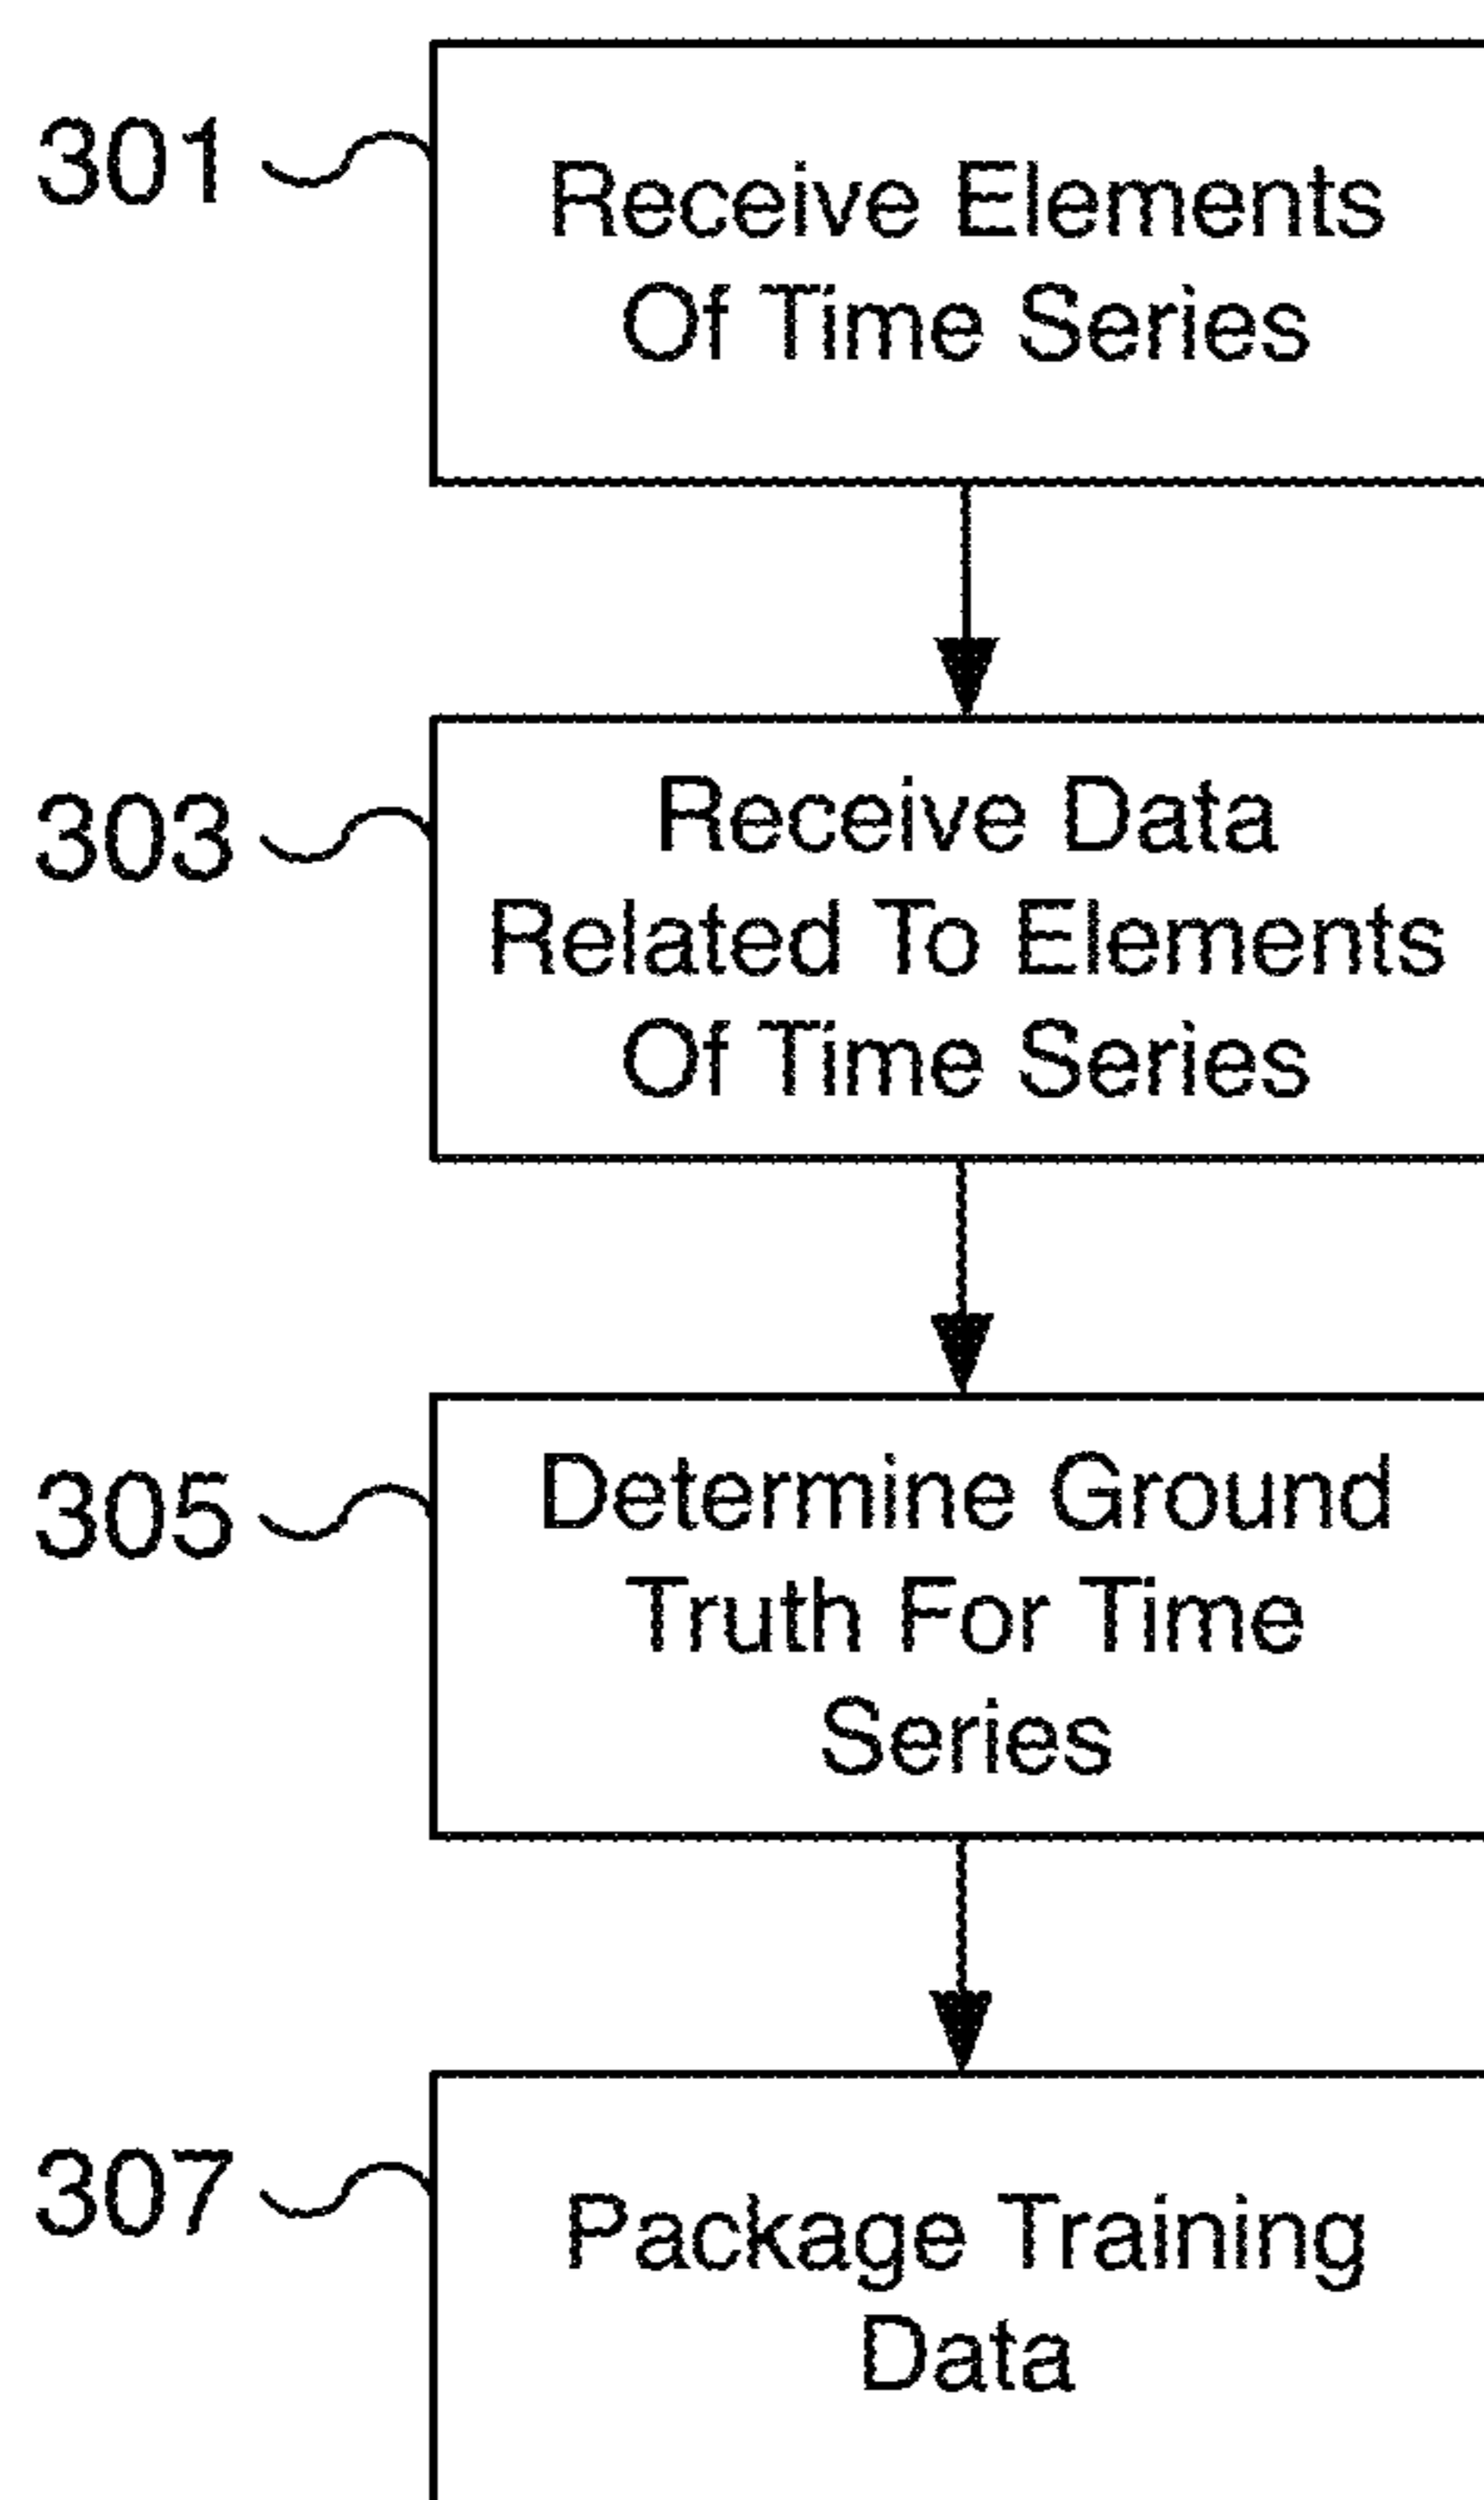 301
Receive Elements
Of Time Series
303
Receive Data
Related To Elements
Of Time Series
305
Determine Ground
Truth For Time
Series
307
Package Training
Data